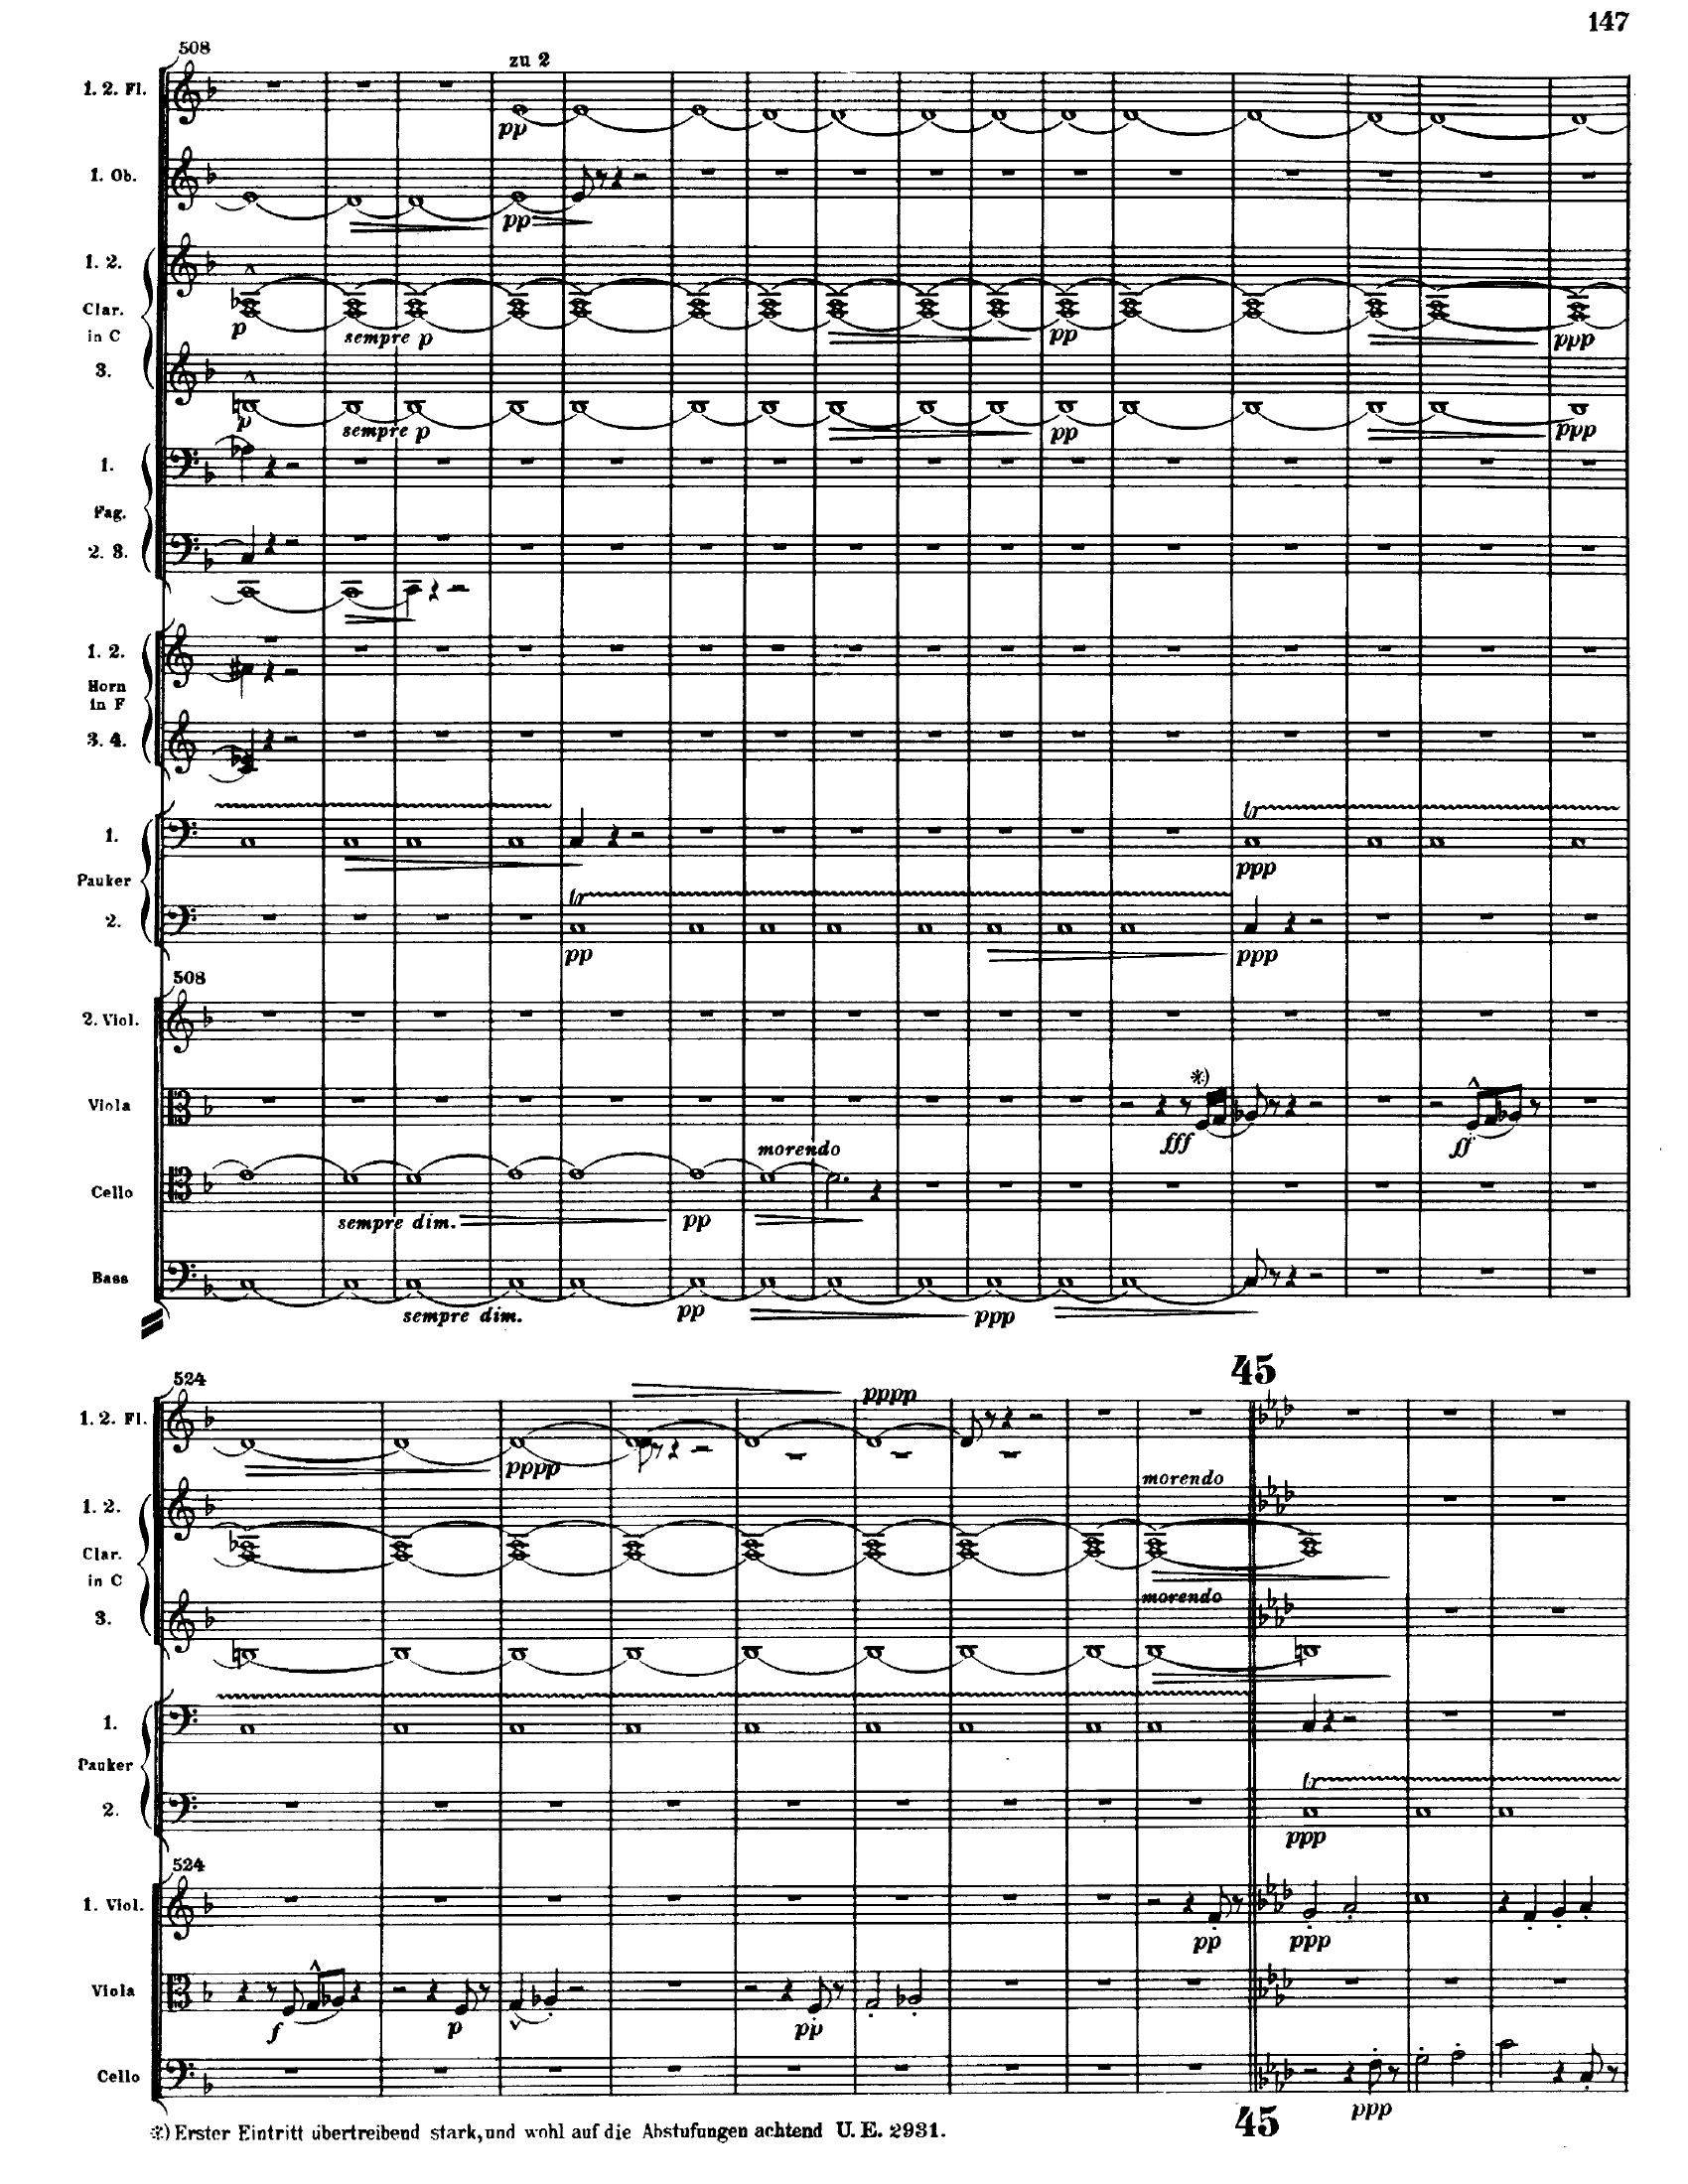 147
508
zu 2
1. 2. Fl.
pp
1. Ob.
pp
1. 2.
Clar.
in C
p
sempre p
pp
ppp
3.
p
sempre p
pp
ppp
1.
Fag.
2. 3.
1. 2.
Horn
in F
3. 4.
1.
tr
ppp
Pauker
2.
tr
pp
ppp
508
2. Viol.
Viola
*)
fff
ff
Cello
morendo
sempre dim.
pp
Bass
sempre dim.
pp
ppp
45
524
1. 2. Fl.
pppp
pppp
1. 2.
morendo
Clar.
in C
3.
morendo
1.
Pauker
2.
tr
ppp
524
1. Viol.
pp
ppp
Viola
f
p
pp
Cello
ppp
45
*) Erster Eintritt übertreibend stark, und wohl auf die Abstufungen achtend U. E. 2931.